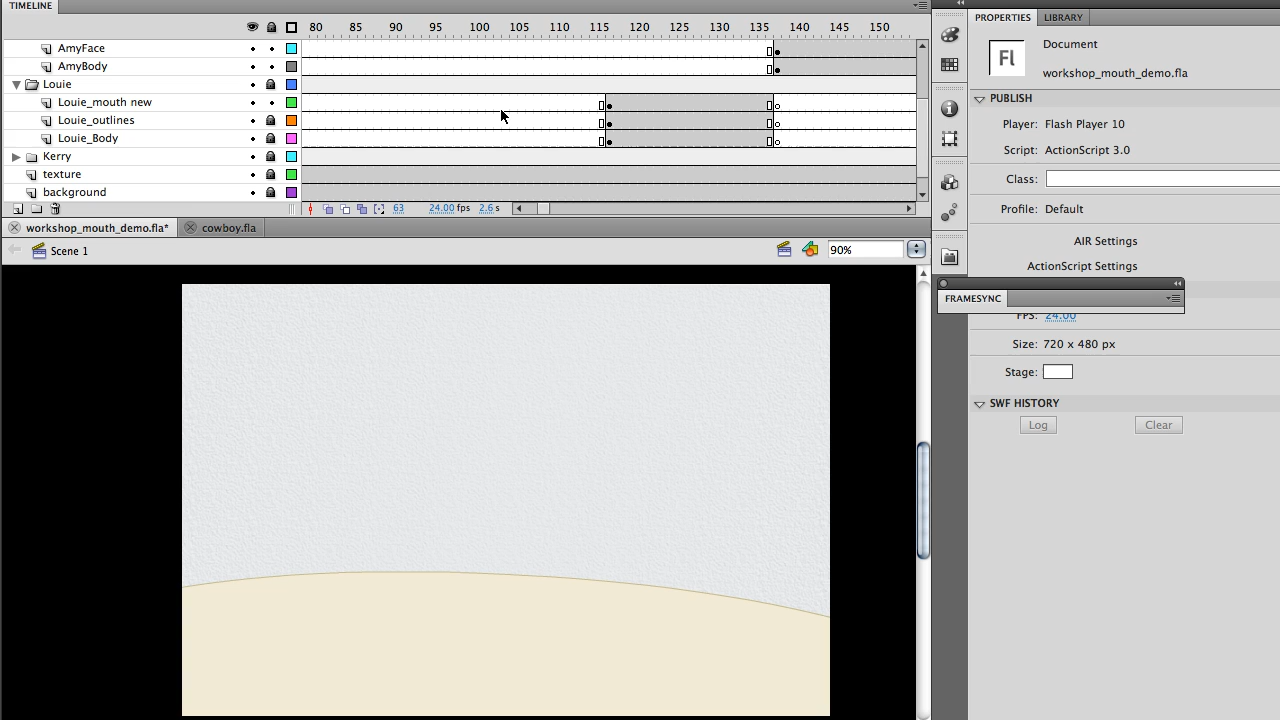 TIMELINE
80 85 90 95 100 105 110 115 120 125 130 135 140 145 150
AmyFace
AmyBody
Louie
Louie_mouth new
Louie_outlines
Louie_Body
Kerry
texture
background
63 24.00 fps 2.6 s
workshop_mouth_demo.fla* cowboy.fla
Scene 1
90%
PROPERTIES LIBRARY
Fl
Document
workshop_mouth_demo.fla
PUBLISH
Player: Flash Player 10
Script: ActionScript 3.0
Class:
Profile: Default
AIR Settings
ActionScript Settings
FRAMESYNC
FPS: 24.00
Size: 720 x 480 px
Stage:
SWF HISTORY
Log Clear